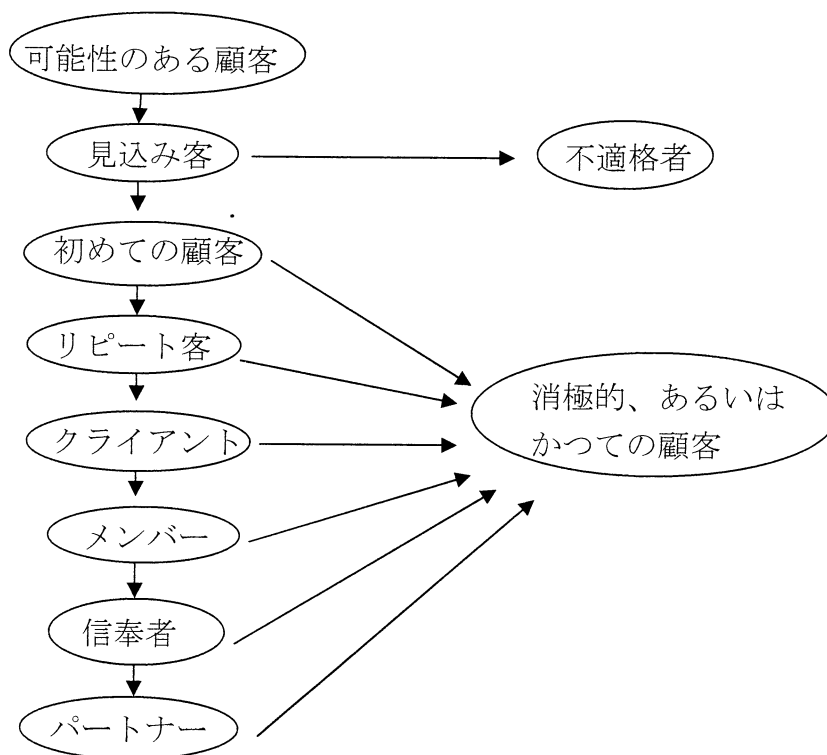 可能性のある顧客
見込み客
不適格者
初めての顧客
リピート客
消極的、あるいは
かつての顧客
クライアント
メンバー
信奉者
パートナー